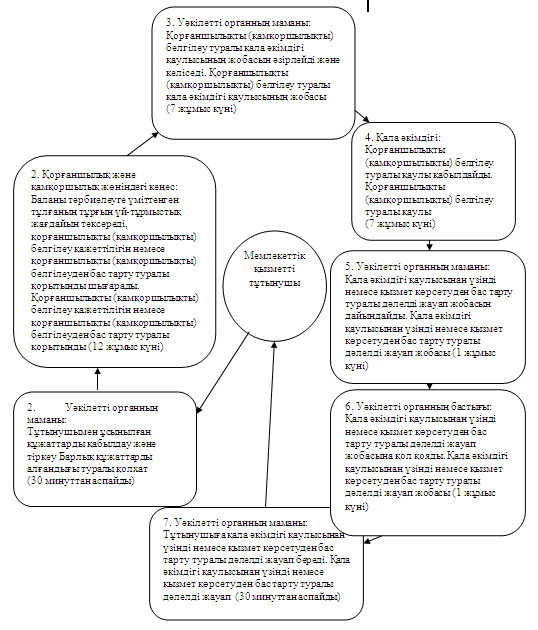 3. Уәкілетті органның маманы:
Қорғаншылықты (қамқоршылықты)
белгілеу туралы қала әкімдігі
қаулысының жобасын әзірлейді және
келіседі. Қорғаншылықты
(қамқоршылықты) белгілеу туралы
қала әкімдігі қаулысының жобасы
(7 жұмыс күні)
4. Қала әкімдігі:
Қорғаншылықты
(қамқоршылықты) белгілеу
туралы қаулы қабылдайды.
Қорғаншылықты
(қамқоршылықты) белгілеу
туралы қаулы
(7 жұмыс күні)
2. Қорғаншылық және
қамқоршылық жөніндегі кеңес:
Баланы тәрбиелеуге үміттенген
тұлғаның тұрғын үй-тұрмыстық
жағдайын тексереді,
қорғаншылықты (қамқоршылықты)
белгілеу қажеттілігін немесе
қорғаншылықты (қамқоршылықты)
белгілеуден бас тарту туралы
қорытынды шығарады.
Қорғаншылықты (қамқоршылықты)
белгілеу қажеттілігін немесе
қорғаншылықты (қамқоршылықты)
белгілеуден бас тарту туралы
қорытынды (12 жұмыс күні)
Мемлекеттік
қызметті
тұтынушы
5. Уәкілетті органның маманы:
Қала әкімдігі қаулысынан үзінді
немесе қызмет көрсетуден бас тарту
туралы дәлелді жауап жобасын
дайындайды. Қала әкімдігі
қаулысынан үзінді немесе қызмет
көрсетуден бас тарту туралы
дәлелді жауап жобасы (1 жұмыс
күні)
2. Уәкілетті органның
маманы:
Тұтынушымен ұсынылған
құжаттарды қабылдау және
тіркеу Барлық құжаттарды
алғандығы туралы қолхат
(30 минуттан аспайды)
6. Уәкілетті органның бастығы:
Қала әкімдігі қаулысынан үзінді
немесе қызмет көрсетуден бас
тарту туралы дәлелді жауап
жобасына қол қояды. Қала әкімдігі
қаулысынан үзінді немесе қызмет
көрсетуден бас тарту туралы
дәлелді жауап жобасы (1 жұмыс
күні)
7. Уәкілетті органның маманы:
Тұтынушыға қала әкімдігі қаулысынан
үзінді немесе қызмет көрсетуден бас
тарту туралы дәлелді жауап береді. Қала
әкімдігі қаулысынан үзінді немесе
қызмет көрсетуден бас тарту туралы
дәлелді жауап (30 минуттан аспайды)